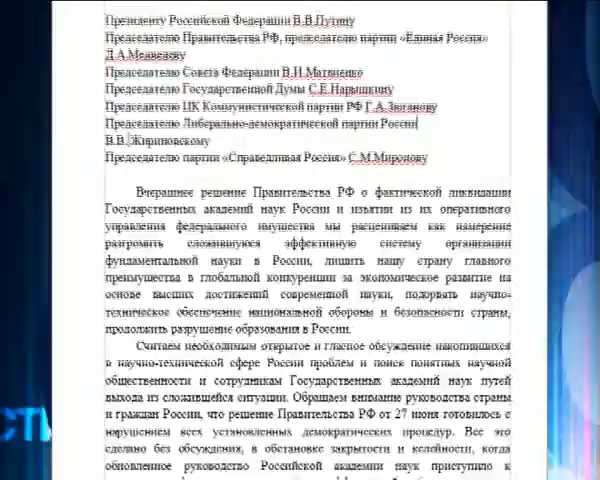 Президенту Российской Федерации В.В.Путину
Председателю Правительства РФ, председателю партии «Единая Россия»
Д.А.Медведеву
Председателю Совета Федерации В.И.Матвиенко
Председателю Государственной Думы С.Е.Нарышкину
Председателю ЦК Коммунистической партии РФ Г.А.Зюганову
Председателю Либерально-демократической партии России
В.В. Жириновскому
Председателю партии «Справедливая Россия» С.М.Миронову
Вчерашнее решение Правительства РФ о фактической ликвидации
Государственных академий наук России и изъятии из их оперативного
управления федерального имущества мы расцениваем как намерение
разгромить сложившуюся эффективную систему организации
фундаментальной науки в России, лишить нашу страну главного
преимущества в глобальной конкуренции за экономическое развитие на
основе высших достижений современной науки, подорвать научно-
техническое обеспечение национальной обороны и безопасности страны,
продолжить разрушение образования в России.
Считаем необходимым открытое и гласное обсуждение накопившихся
в научно-технической сфере России проблем и поиск понятных научной
общественности и сотрудникам Государственных академий наук путей
выхода из сложившейся ситуации. Обращаем внимание руководства страны
и граждан России, что решение Правительства РФ от 27 июня готовилось с
нарушением всех установленных демократических процедур. Все это
сделано без обсуждения, в обстановке закрытости и келейности, когда
обновленное руководство Российской академии наук приступило к
СТИ